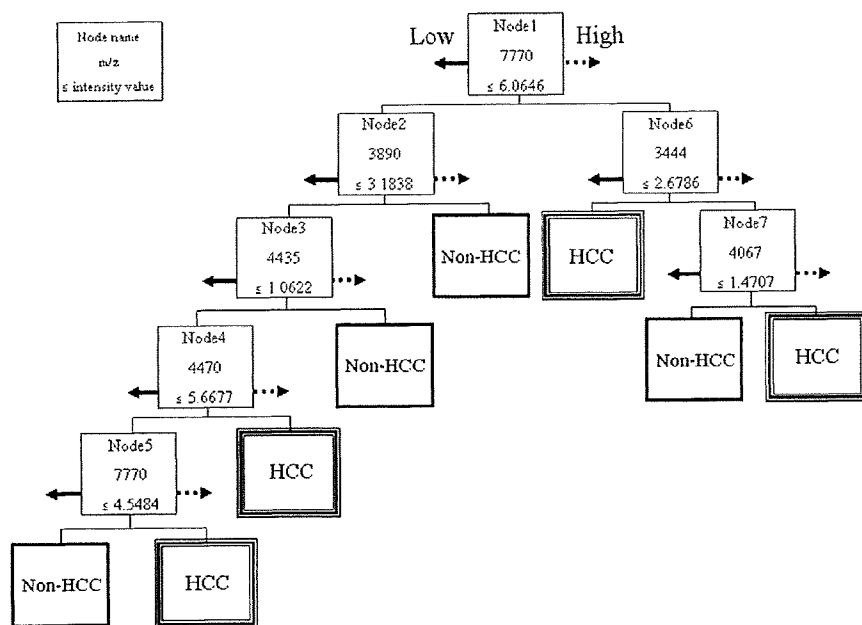 Node name
m/z
≤ intensity value
Low
High
Node1
7770
≤ 6.0646
Node2
3890
≤ 3.1838
Node6
3444
≤ 2.6786
Node3
4435
≤ 1.0622
Non-HCC
HCC
Node7
4067
≤ 1.4707
Node4
4470
≤ 5.6677
Non-HCC
Non-HCC
HCC
Node5
7770
≤ 4.5484
HCC
Non-HCC
HCC